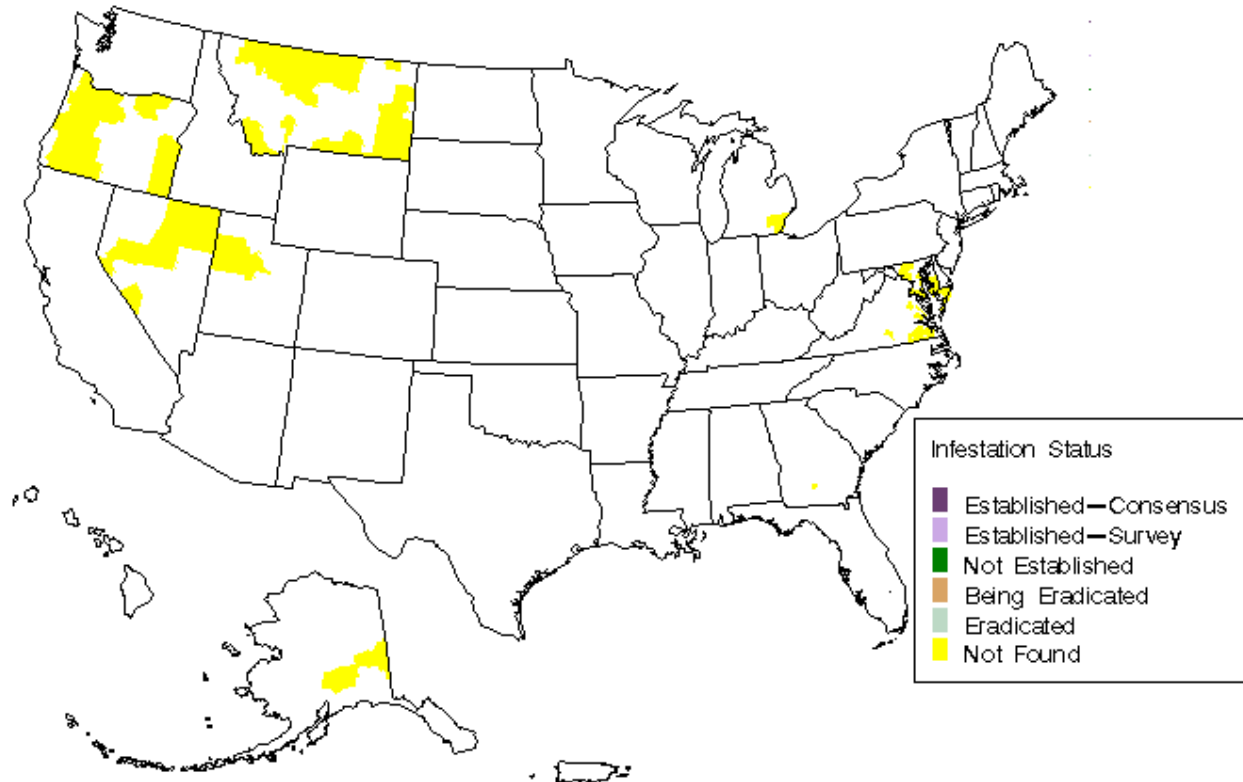 Infestation Status
Established—Consensus
Established—Survey
Not Established
Being Eradicated
Eradicated
Not Found